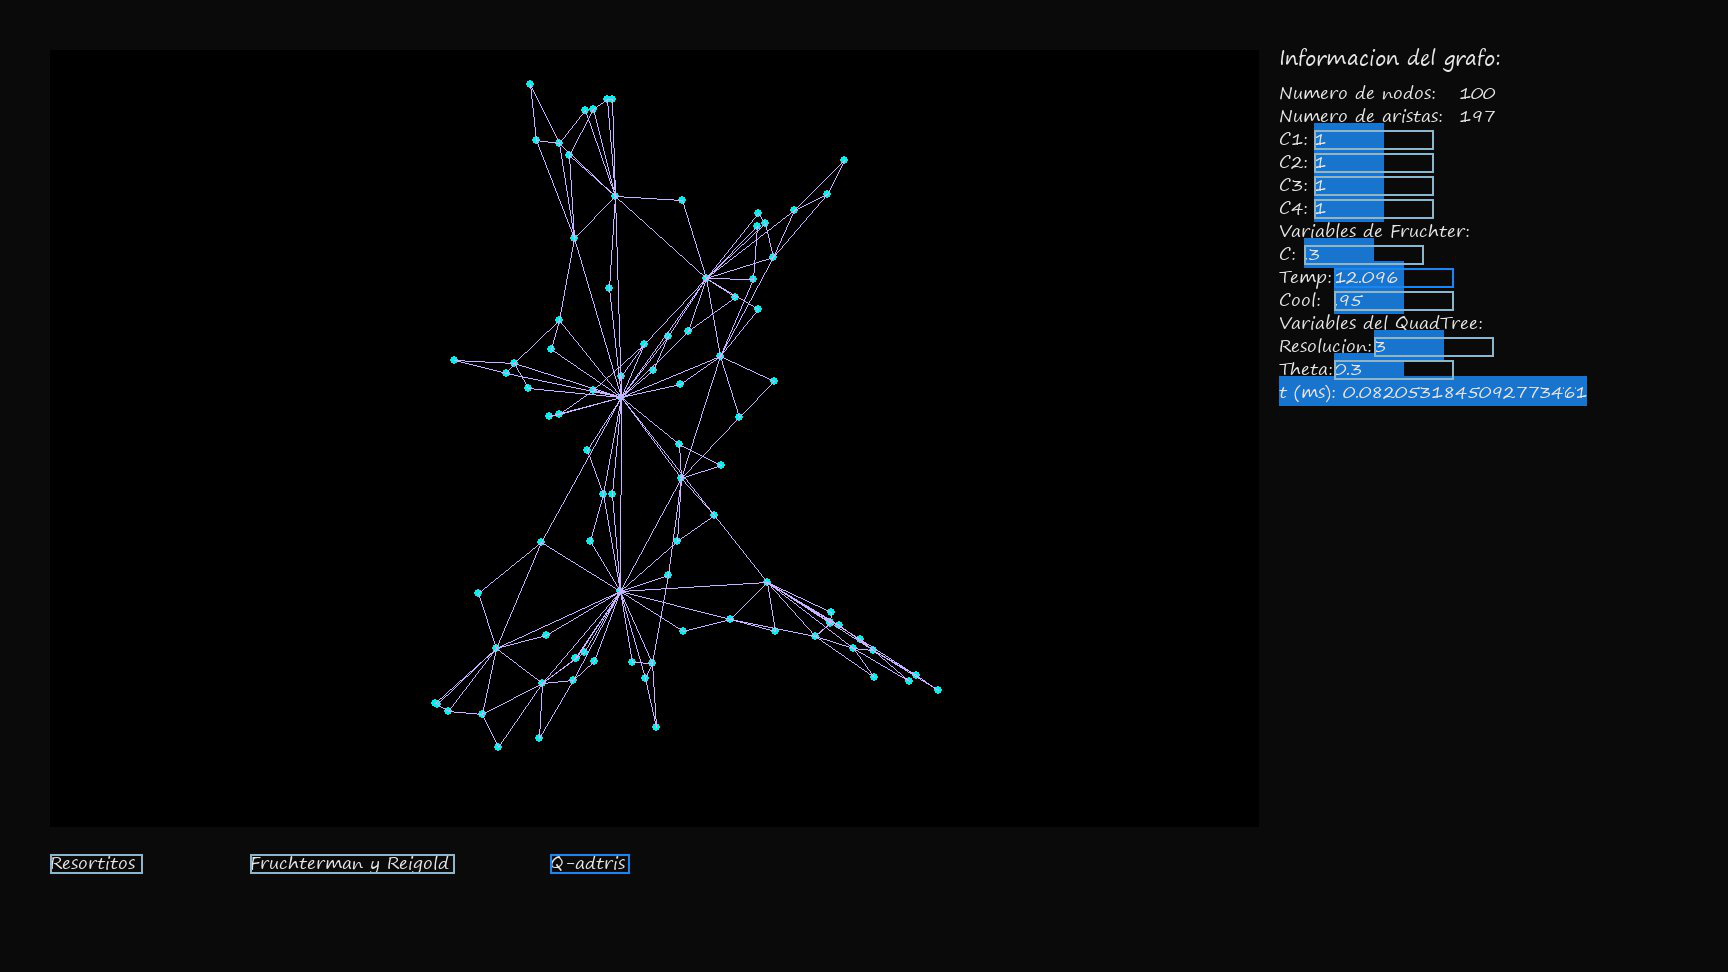 Informacion del grafo:
Numero de nodos: 100
Numero de aristas: 197
C1: 1
C2: 1
C3: 1
C4: 1
Variables de Fruchter:
C: .3
Temp: 12.096
Cool: .95
Variables del QuadTree:
Resolucion: 3
Theta: 0.3
t (ms): 0.08205318450927734​61
Resortitos
Fruchterman y Reigold
Q-adtris